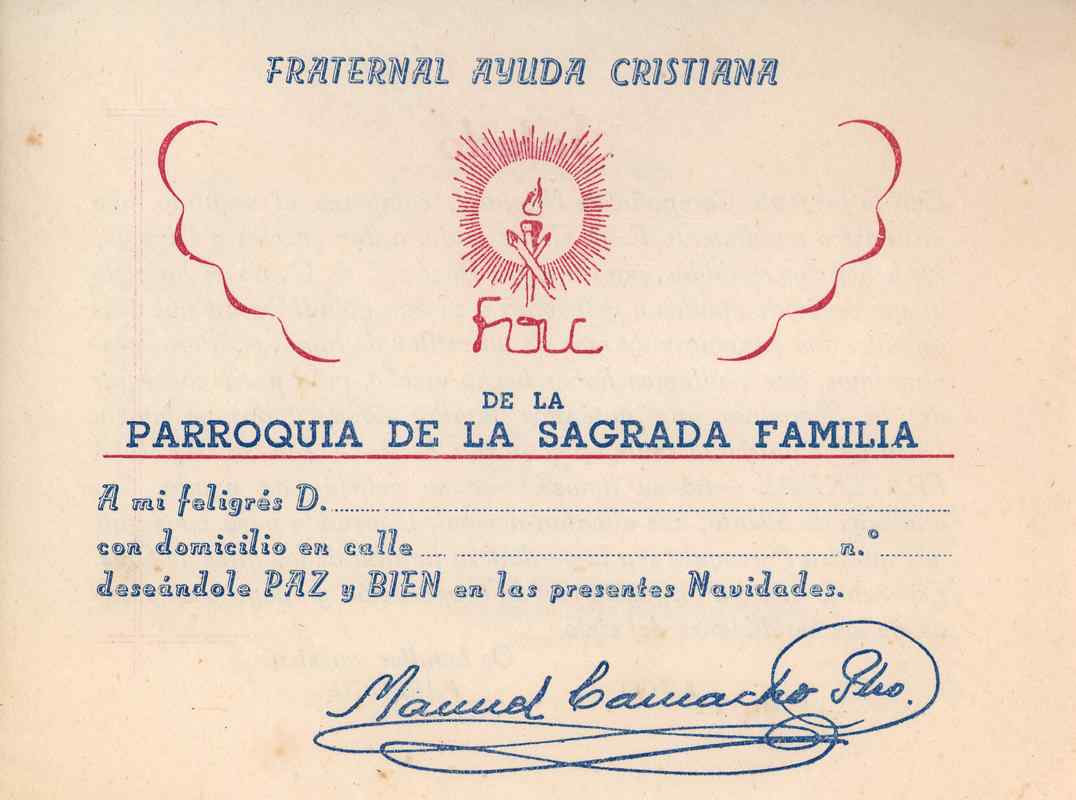 FRATERNAL AYUDA CRISTIANA
FAC
DE LA
PARROQUIA DE LA SAGRADA FAMILIA
A mi feligrés D.
con domicilio en calle n.º
deseándole PAZ y BIEN en las presentes Navidades.
Manuel Camacho Pbro.